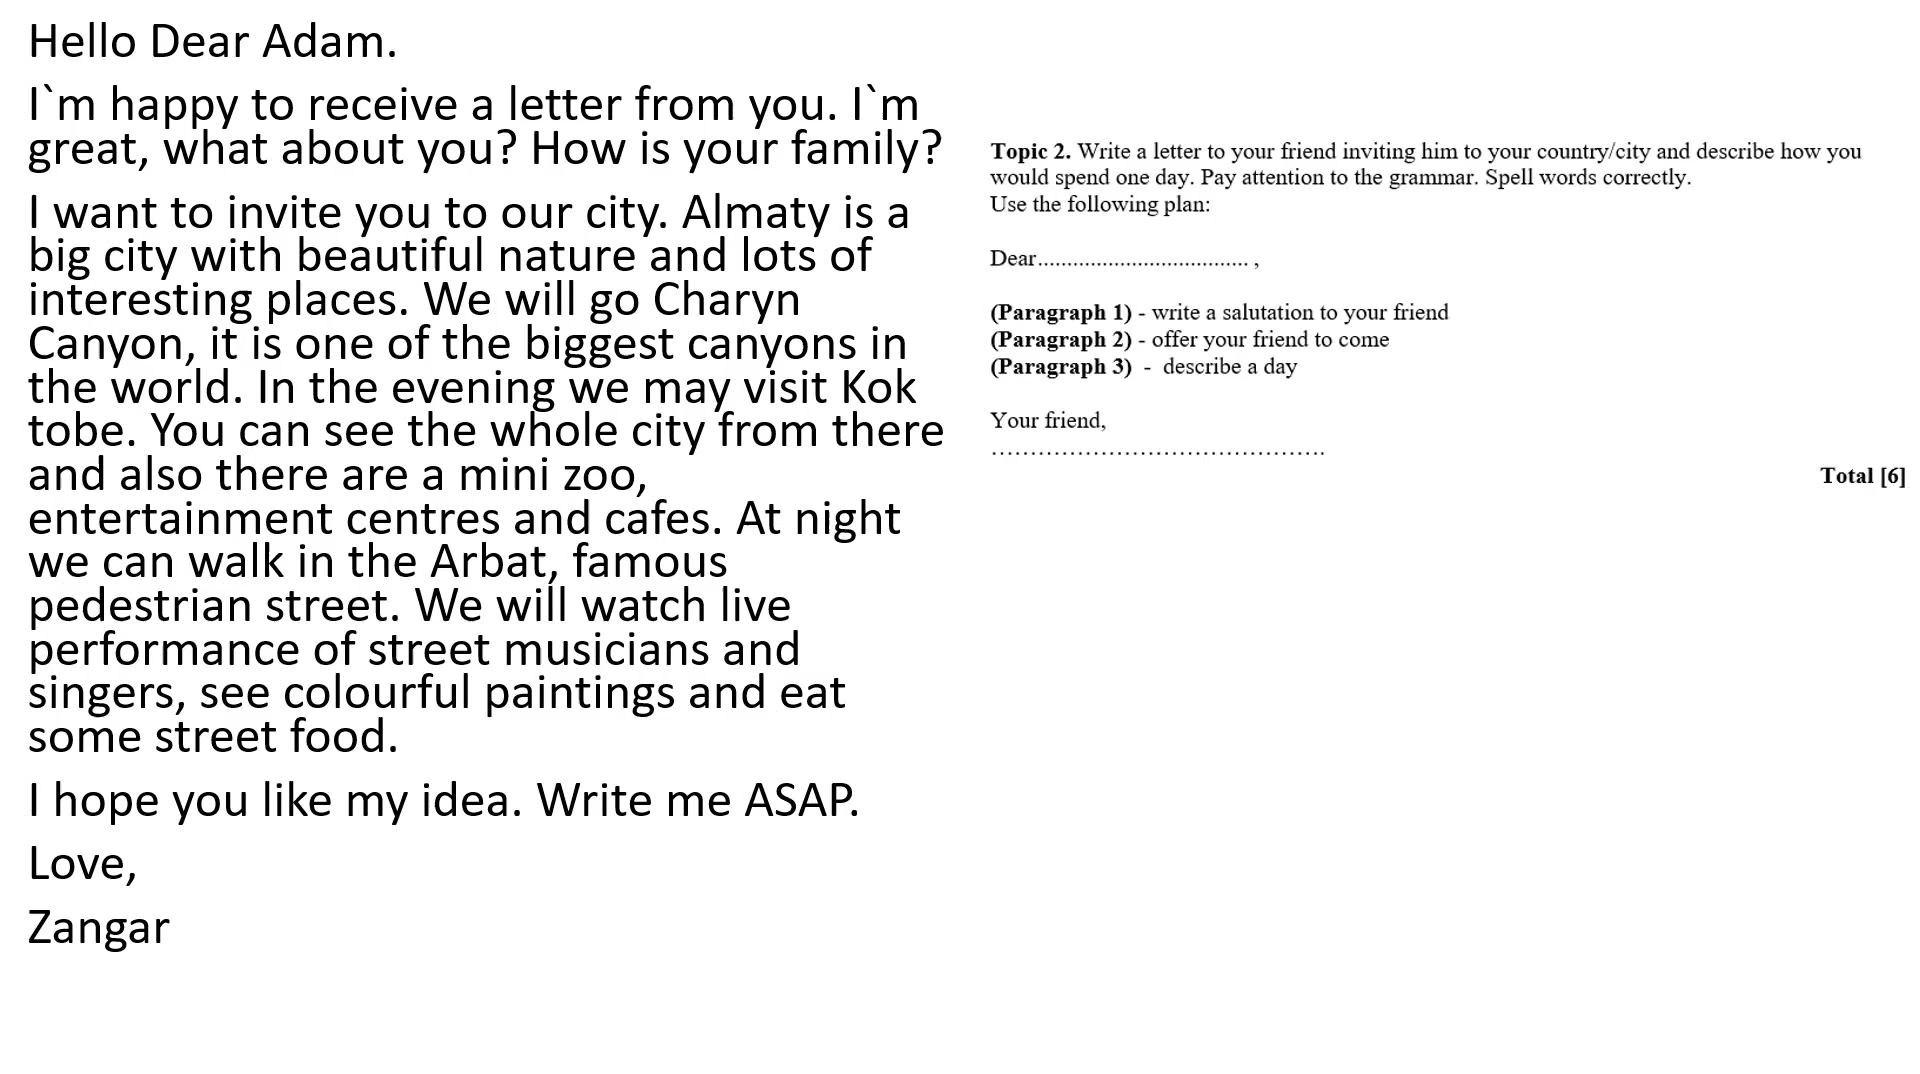 Hello Dear Adam.
I`m happy to receive a letter from you. I`m
great, what about you? How is your family?
I want to invite you to our city. Almaty is a
big city with beautiful nature and lots of
interesting places. We will go Charyn
Canyon, it is one of the biggest canyons in
the world. In the evening we may visit Kok
tobe. You can see the whole city from there
and also there are a mini zoo,
entertainment centres and cafes. At night
we can walk in the Arbat, famous
pedestrian street. We will watch live
performance of street musicians and
singers, see colourful paintings and eat
some street food.
I hope you like my idea. Write me ASAP.
Love,
Zangar
Topic 2. Write a letter to your friend inviting him to your country/city and describe how you
would spend one day. Pay attention to the grammar. Spell words correctly.
Use the following plan:
Dear.................................... ,
(Paragraph 1) - write a salutation to your friend
(Paragraph 2) - offer your friend to come
(Paragraph 3) - describe a day
Your friend,
…………………………………….
Total [6]